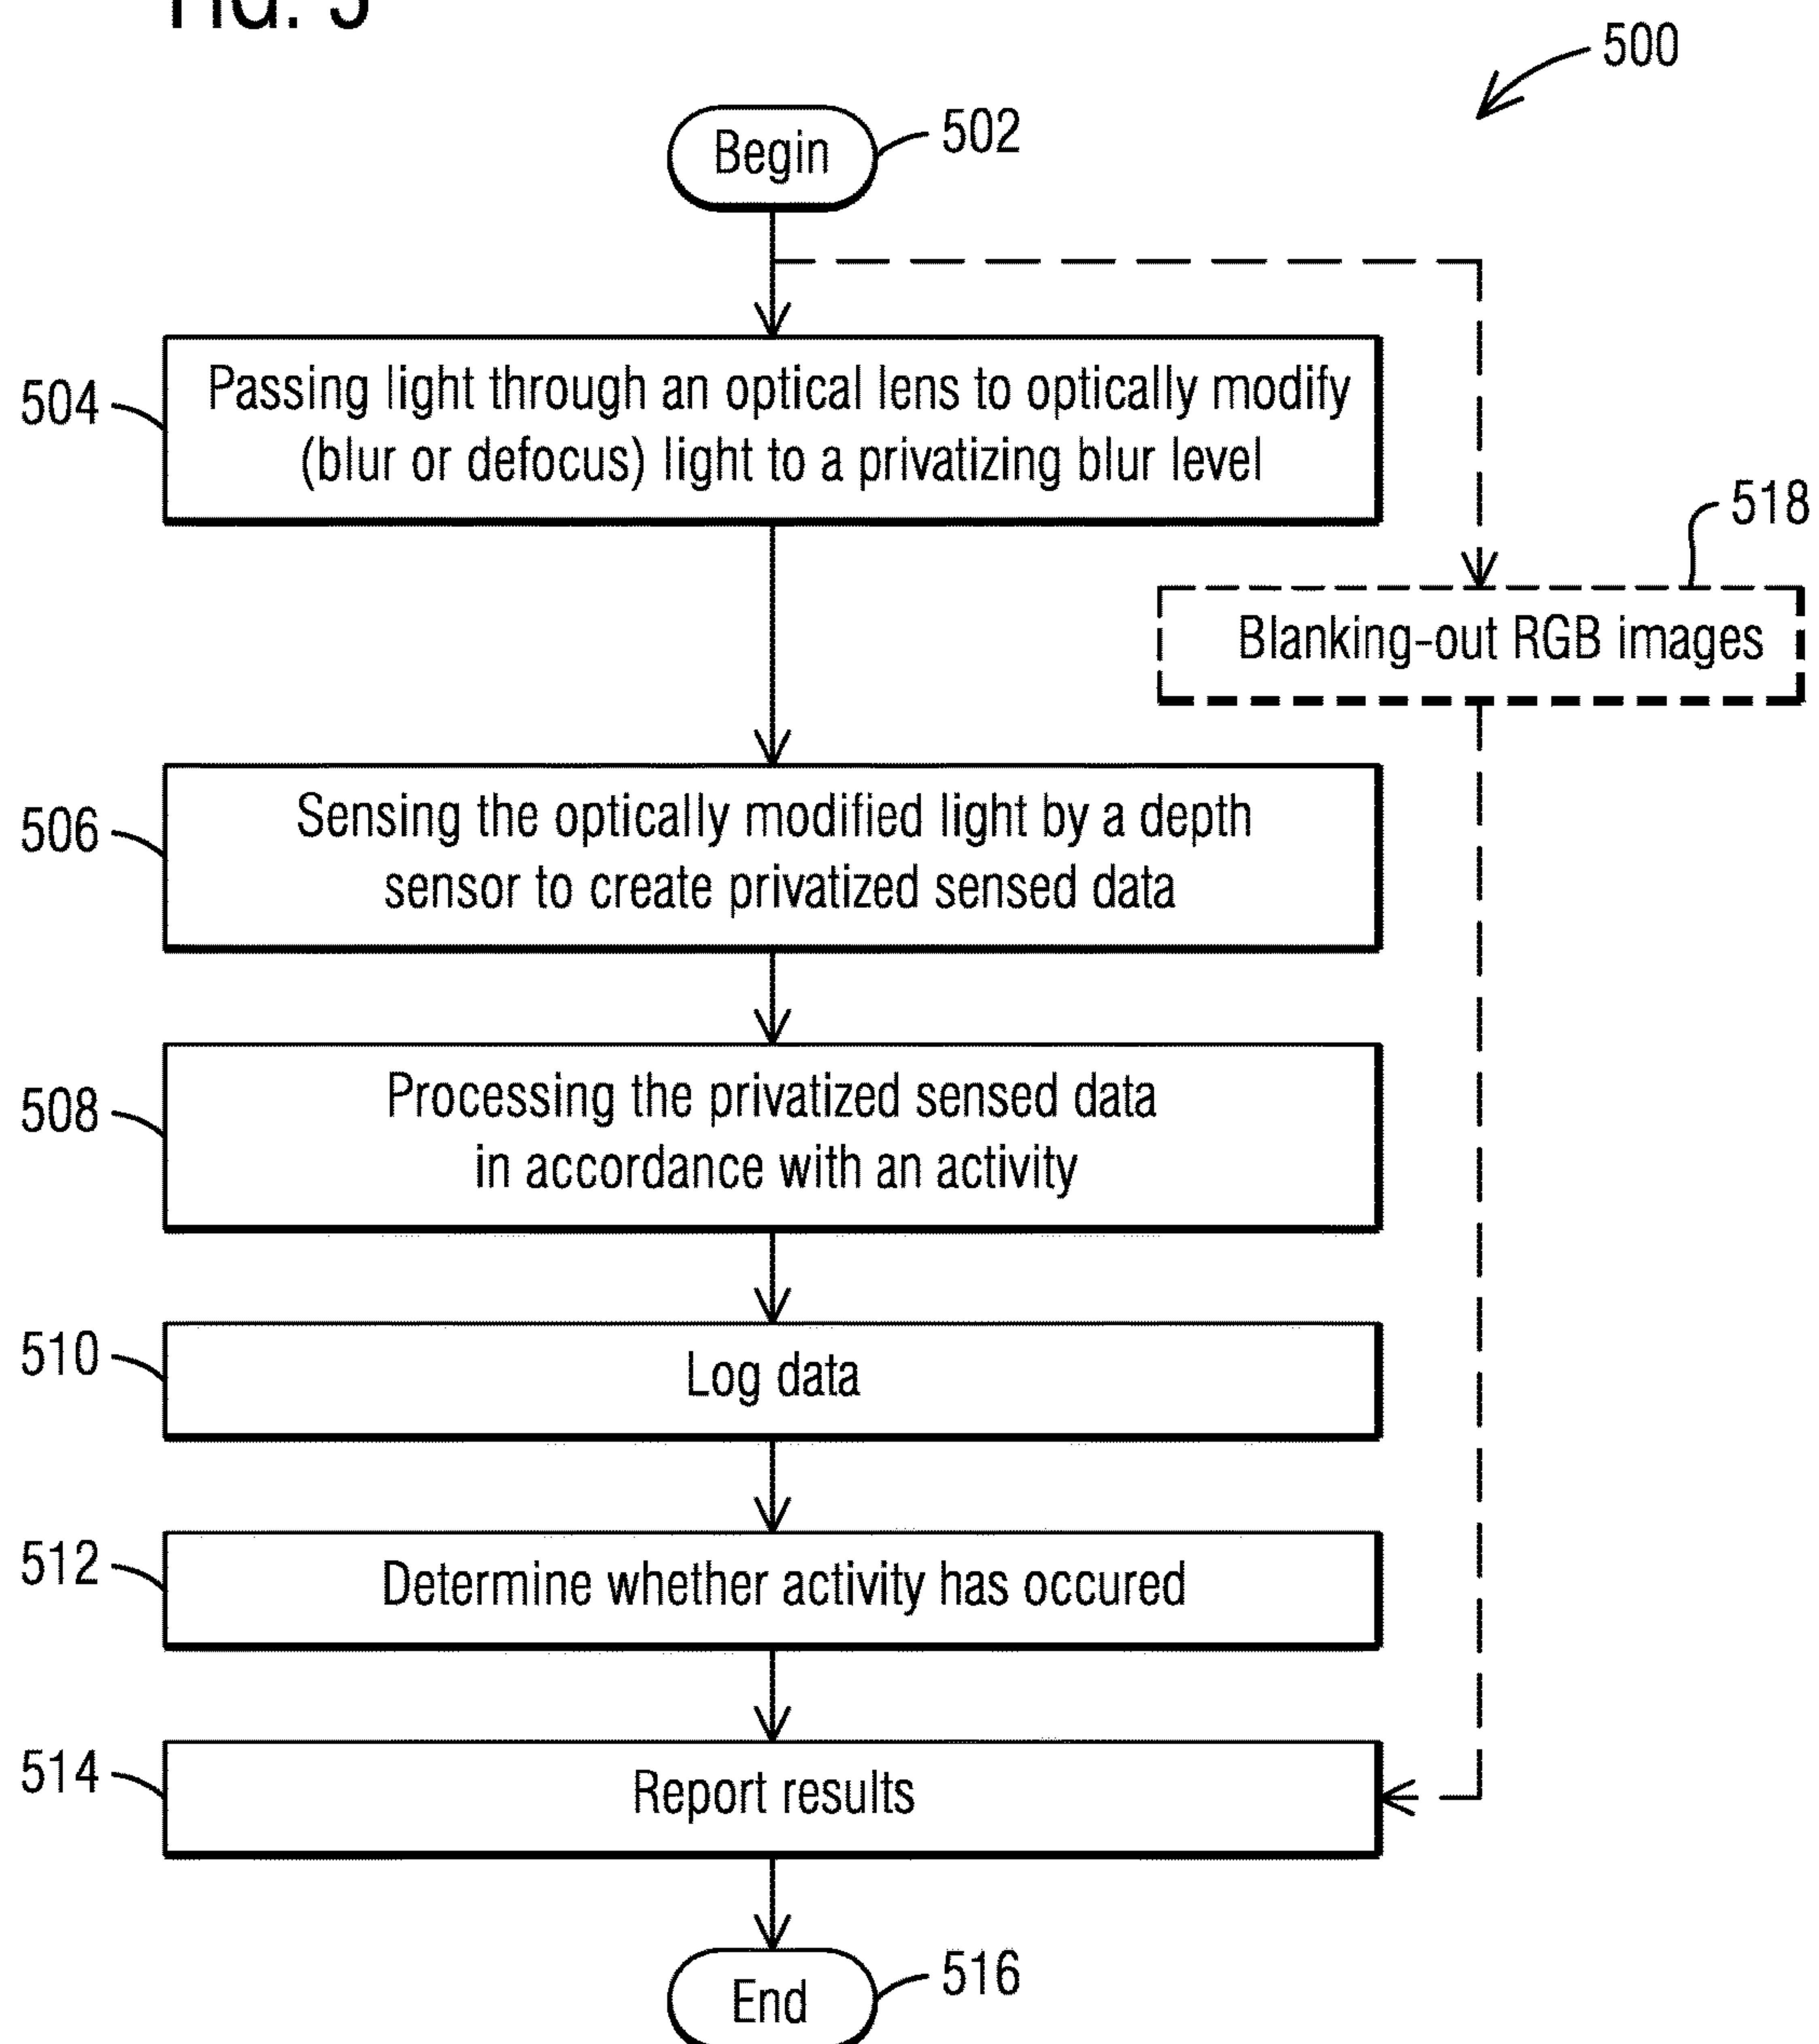 FIG. 5
500
Begin
502
504
Passing light through an optical lens to optically modify
(blur or defocus) light to a privatizing blur level
518
Blanking-out RGB images
506
Sensing the optically modified light by a depth
sensor to create privatized sensed data
508
Processing the privatized sensed data
in accordance with an activity
510
Log data
512
Determine whether activity has occured
514
Report results
End
516